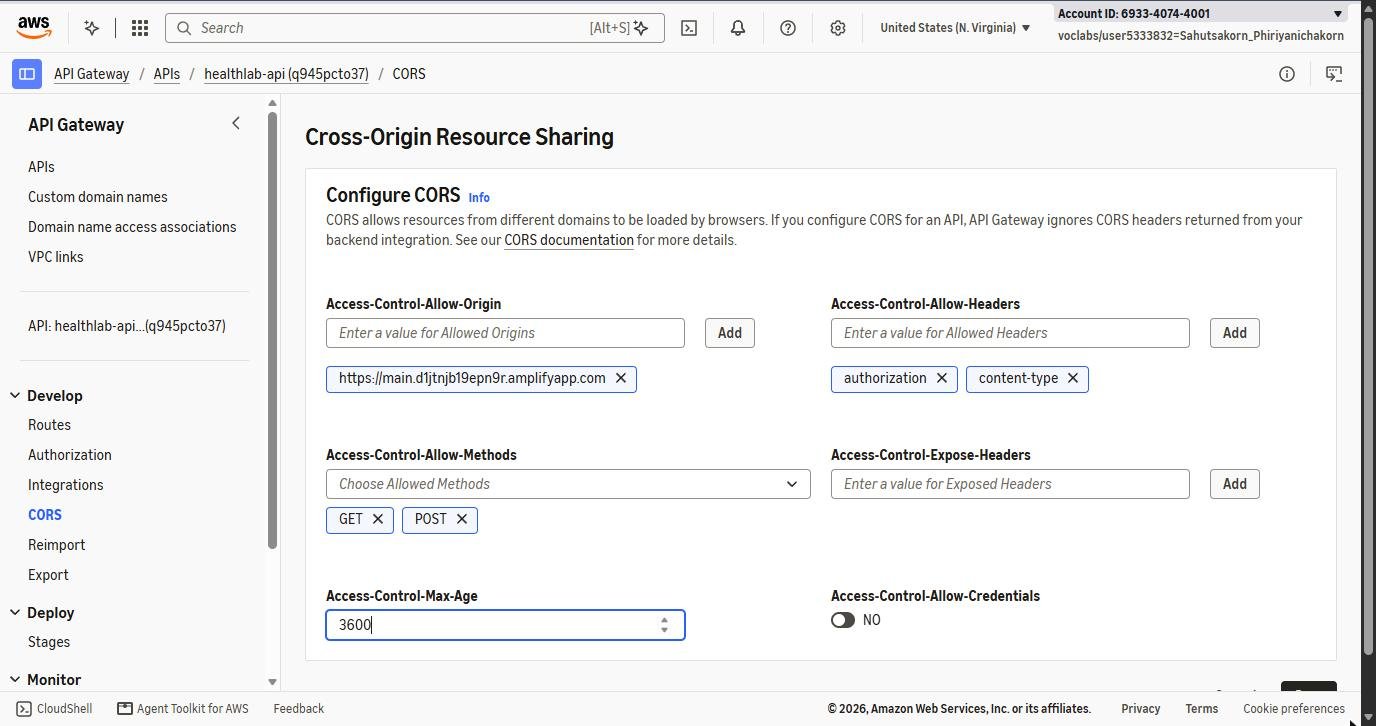 aws
Search
[Alt+S]
United States (N. Virginia)
Account ID: 6933-4074-4001
voclabs/user5333832=Sahutsakorn_Phiriyanichakorn
API Gateway / APIs / healthlab-api (q945pcto37) / CORS
API Gateway
APIs
Custom domain names
Domain name access associations
VPC links
API: healthlab-api...(q945pcto37)
Develop
Routes
Authorization
Integrations
CORS
Reimport
Export
Deploy
Stages
Monitor
Cross-Origin Resource Sharing
Configure CORS Info
CORS allows resources from different domains to be loaded by browsers. If you configure CORS for an API, API Gateway ignores CORS headers returned from your
backend integration. See our CORS documentation for more details.
Access-Control-Allow-Origin
Enter a value for Allowed Origins
Add
https://main.d1jtnjb19epn9r.amplifyapp.com
Access-Control-Allow-Headers
Enter a value for Allowed Headers
Add
authorization
content-type
Access-Control-Allow-Methods
Choose Allowed Methods
GET
POST
Access-Control-Expose-Headers
Enter a value for Exposed Headers
Add
Access-Control-Max-Age
3600
Access-Control-Allow-Credentials
NO
CloudShell
Agent Toolkit for AWS
Feedback
© 2026, Amazon Web Services, Inc. or its affiliates.
Privacy
Terms
Cookie preferences